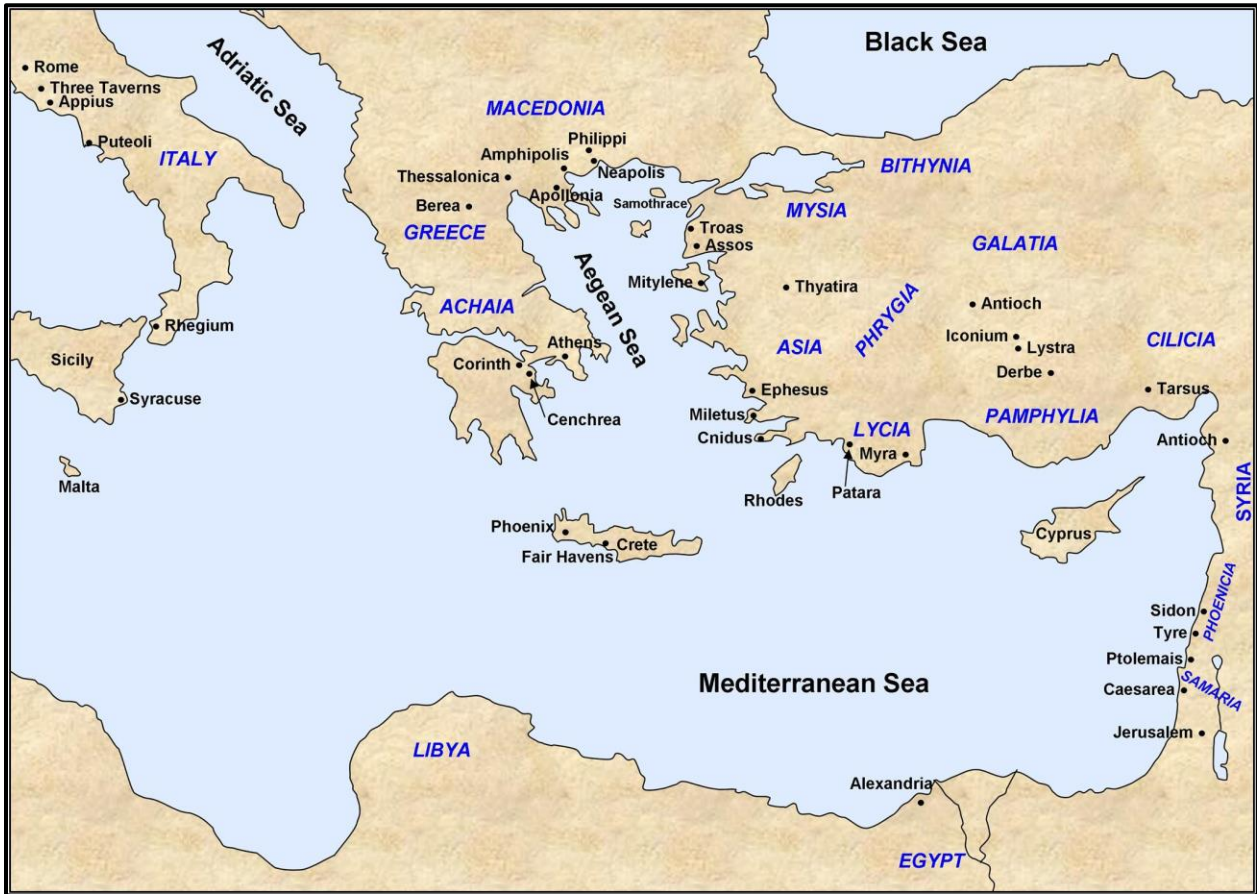 Black Sea
Adriatic Sea
Rome
Three Taverns
Appius
MACEDONIA
Puteoli
ITALY
Philippi
Amphipolis
Neapolis
BITHYNIA
Thessalonica
Apollonia
Samothrace
Berea
MYSIA
GREECE
Troas
Assos
GALATIA
Aegean Sea
Mitylene
Thyatira
PHRYGIA
Antioch
ACHAIA
Rhegium
Iconium
Lystra
CILICIA
Athens
ASIA
Sicily
Corinth
Derbe
Syracuse
Ephesus
Tarsus
Cenchrea
Miletus
PAMPHYLIA
Cnidus
LYCIA
Antioch
Myra
Malta
Rhodes
Patara
SYRIA
Phoenix
Cyprus
Fair Havens
Crete
Sidon
PHOENICIA
Tyre
Ptolemais
Mediterranean Sea
Caesarea
SAMARIA
Jerusalem
LIBYA
Alexandria
EGYPT